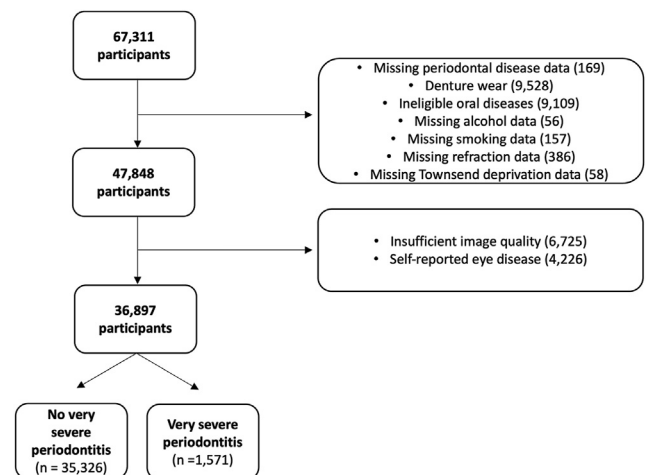 67,311
participants
• Missing periodontal disease data (169)
• Denture wear (9,528)
• Ineligible oral diseases (9,109)
• Missing alcohol data (56)
• Missing smoking data (157)
• Missing refraction data (386)
• Missing Townsend deprivation data (58)
47,848
participants
• Insufficient image quality (6,725)
• Self-reported eye disease (4,226)
36,897
participants
No very
severe
periodontitis
(n = 35,326)
Very severe
periodontitis
(n =1,571)